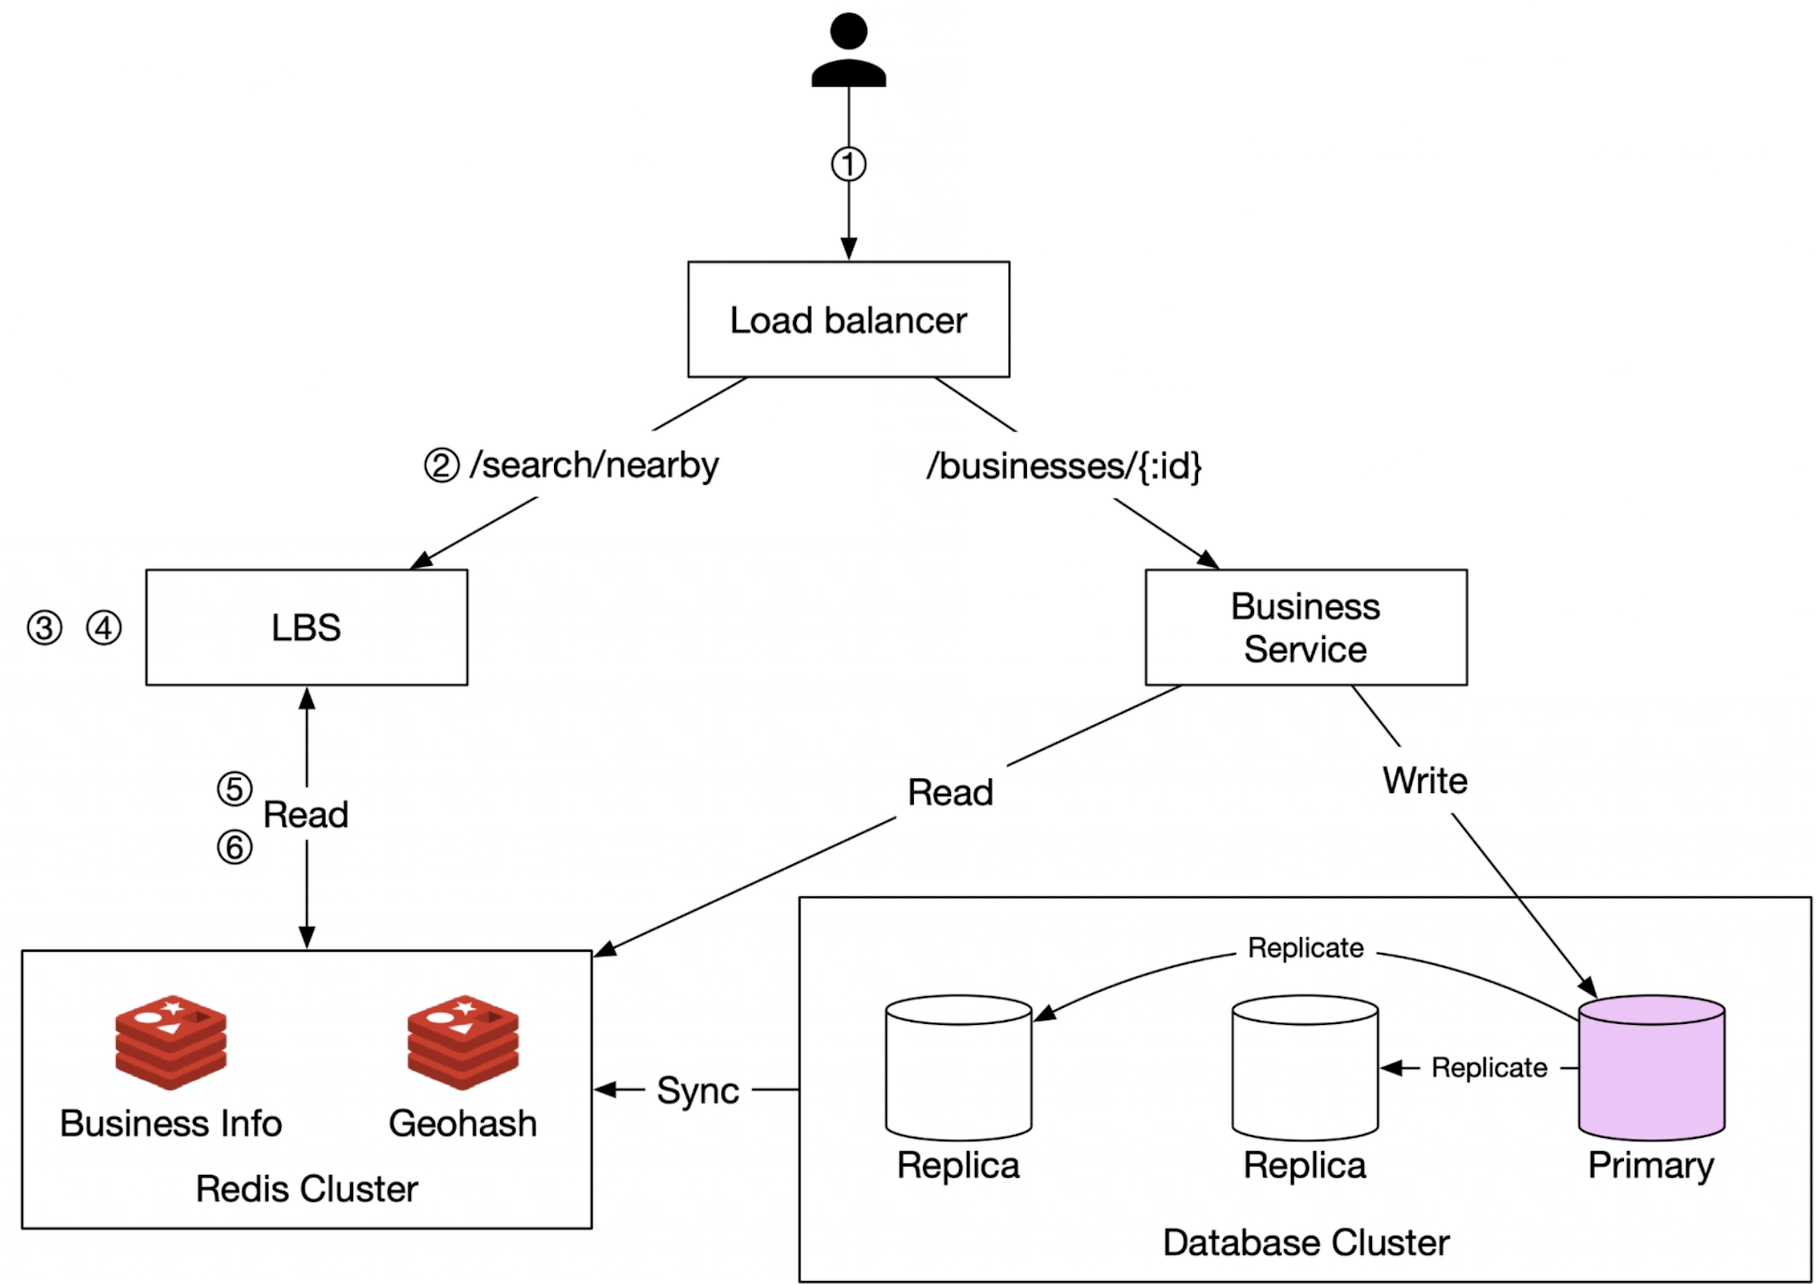 ①
Load balancer
② /search/nearby
/businesses/{:id}
③ ④
LBS
Business
Service
⑤
Read
⑥
Read
Write
Replicate
Replicate
Sync
Business Info
Geohash
Redis Cluster
Replica
Replica
Primary
Database Cluster